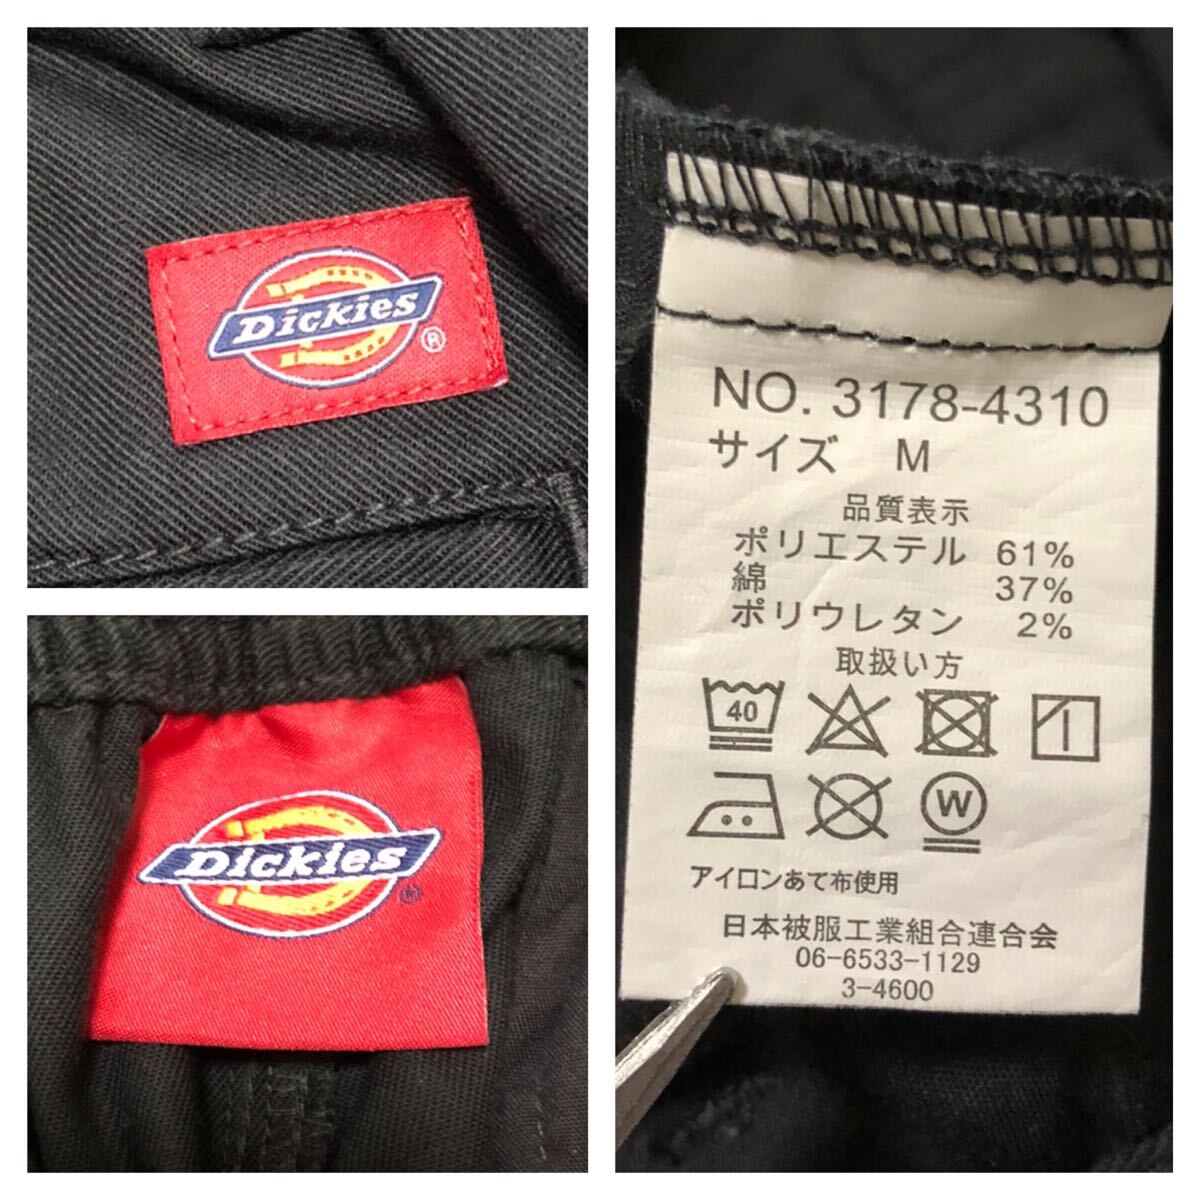 Dickies
®
Dickies
®
NO. 3178-4310
サイズ M
品質表示
ポリエステル 61%
綿 37%
ポリウレタン 2%
取扱い方
40
W
アイロンあて布使用
日本被服工業組合連合会
06-6533-1129
3-4600